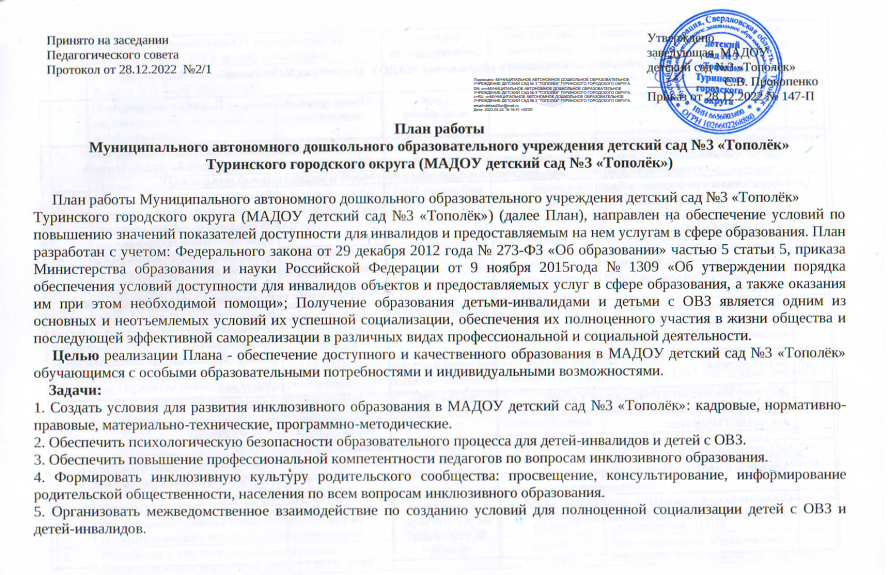 Принято на заседании
Педагогического совета
Протокол от 28.12.2022 №2/1
Утверждено
заведующая МАДОУ
детский сад №3 «Тополёк»
С.В. Прокопенко
Приказ от 28.12.2022 № 147-П
План работы
Муниципального автономного дошкольного образовательного учреждения детский сад №3 «Тополёк»
Туринского городского округа (МАДОУ детский сад №3 «Тополёк»)
План работы Муниципального автономного дошкольного образовательного учреждения детский сад №3 «Тополёк»
Туринского городского округа (МАДОУ детский сад №3 «Тополёк») (далее План), направлен на обеспечение условий по
повышению значений показателей доступности для инвалидов и предоставляемым на нем услугам в сфере образования. План
разработан с учетом: Федерального закона от 29 декабря 2012 года № 273-ФЗ «Об образовании» частью 5 статьи 5, приказа
Министерства образования и науки Российской Федерации от 9 ноября 2015года № 1309 «Об утверждении порядка
обеспечения условий доступности для инвалидов объектов и предоставляемых услуг в сфере образования, а также оказания
им при этом необходимой помощи»; Получение образования детьми-инвалидами и детьми с ОВЗ является одним из
основных и неотъемлемых условий их успешной социализации, обеспечения их полноценного участия в жизни общества и
последующей эффективной самореализации в различных видах профессиональной и социальной деятельности.
Целью реализации Плана - обеспечение доступного и качественного образования в МАДОУ детский сад №3 «Тополёк»
обучающимся с особыми образовательными потребностями и индивидуальными возможностями.
Задачи:
1. Создать условия для развития инклюзивного образования в МАДОУ детский сад №3 «Тополёк»: кадровые, нормативно-
правовые, материально-технические, программно-методические.
2. Обеспечить психологическую безопасности образовательного процесса для детей-инвалидов и детей с ОВЗ.
3. Обеспечить повышение профессиональной компетентности педагогов по вопросам инклюзивного образования.
4. Формировать инклюзивную культуру родительского сообщества: просвещение, консультирование, информирование
родительской общественности, населения по всем вопросам инклюзивного образования.
5. Организовать межведомственное взаимодействие по созданию условий для полноценной социализации детей с ОВЗ и
детей-инвалидов.